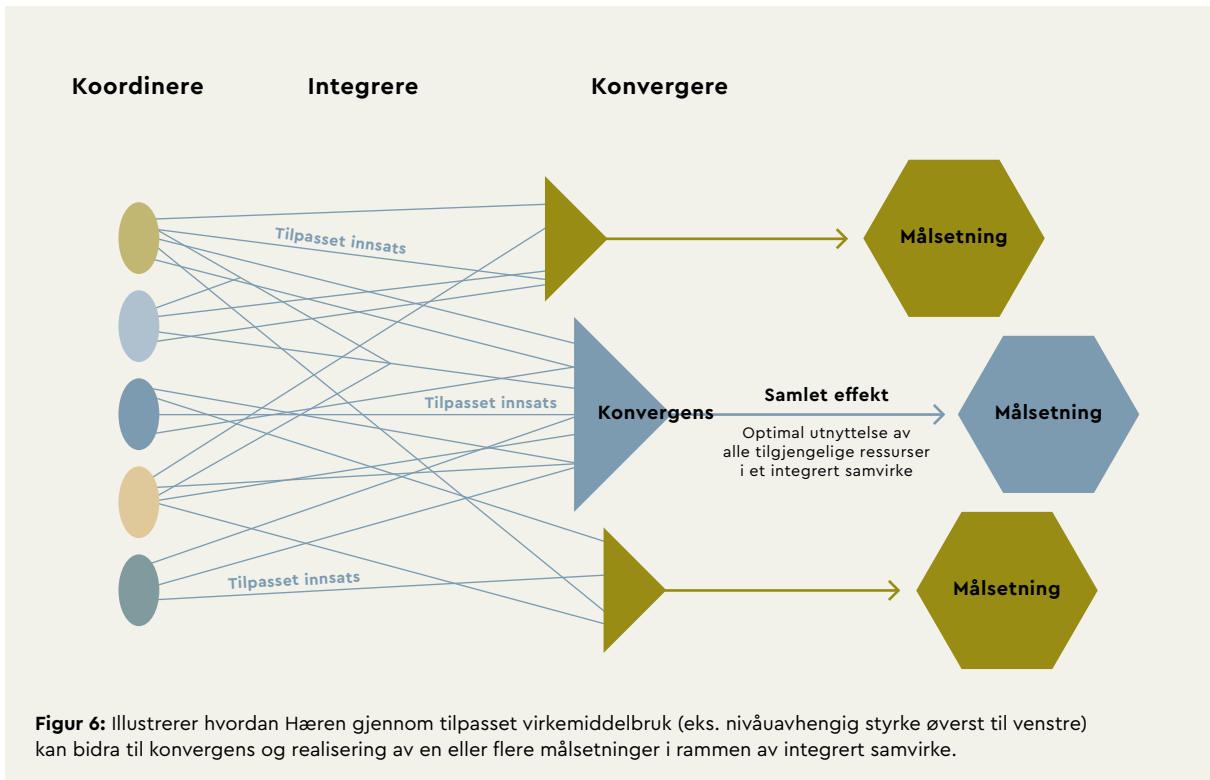 Koordinere
Integrere
Konvergere
Tilpasset innsats
Målsetning
Tilpasset innsats
Konvergens
Samlet effekt
Optimal utnyttelse av
alle tilgjengelige ressurser
i et integrert samvirke
Målsetning
Tilpasset innsats
Målsetning
Figur 6: Illustrerer hvordan Hæren gjennom tilpasset virkemiddelbruk (eks. nivåuavhengig styrke øverst til venstre)
kan bidra til konvergens og realisering av en eller flere målsetninger i rammen av integrert samvirke.